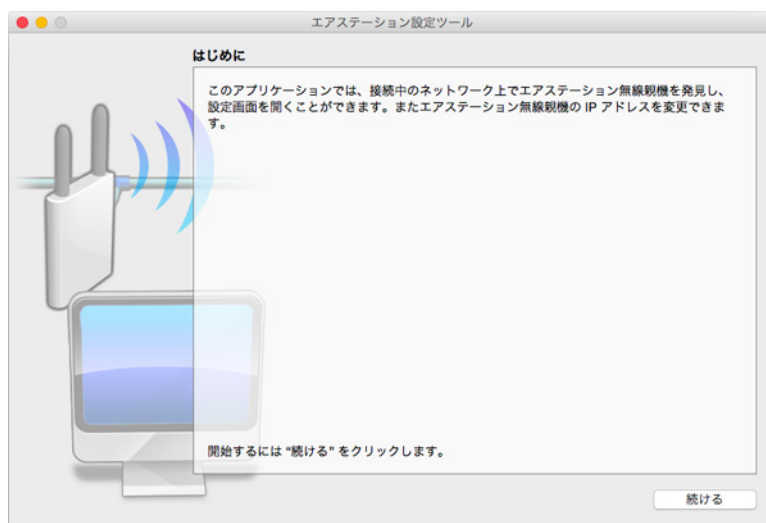 エアステーション設定ツール
はじめに
このアプリケーションでは、接続中のネットワーク上でエアステーション無線親機を発見し、
設定画面を開くことができます。またエアステーション無線親機の IP アドレスを変更できま
す。
開始するには “続ける” をクリックします。
続ける